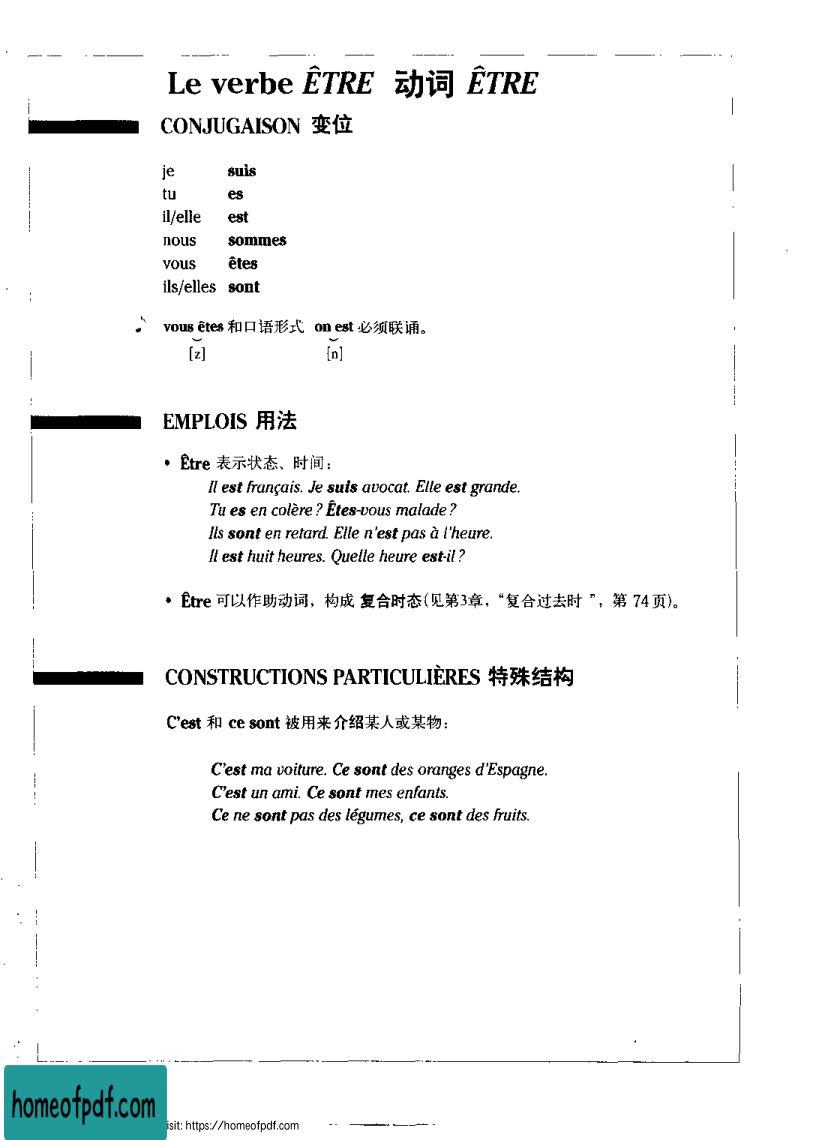 Le verbe ÊTRE 动词 ÊTRE
CONJUGAISON 变位
je suis
tu es
il/elle est
nous sommes
vous êtes
ils/elles sont
vous êtes 和口语形式 on est 必须联诵。
[z] [n]
EMPLOIS 用法
• Être 表示状态、时间：
Il est français. Je suis avocat. Elle est grande.
Tu es en colère ? Êtes-vous malade ?
Ils sont en retard. Elle n'est pas à l'heure.
Il est huit heures. Quelle heure est-il ?
• Être 可以作助动词，构成 复合时态(见第3章，“复合过去时”，第 74 页)。
CONSTRUCTIONS PARTICULIÈRES 特殊结构
C'est 和 ce sont 被用来介绍某人或某物：
C'est ma voiture. Ce sont des oranges d'Espagne.
C'est un ami. Ce sont mes enfants.
Ce ne sont pas des légumes, ce sont des fruits.
homeofpdf.com
isit: https://homeofpdf.com